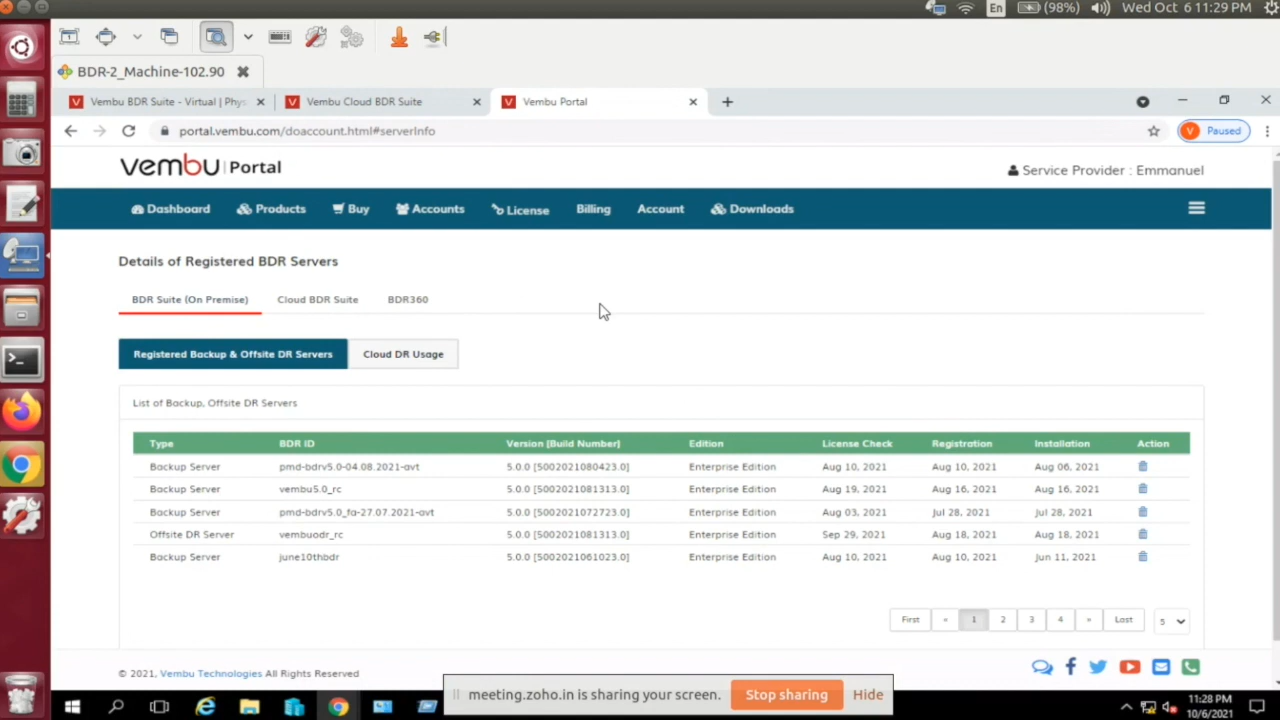 En (98%) Wed Oct 6 11:29 PM
BDR-2_Machine-102.90
Vembu BDR Suite - Virtual | Phys
Vembu Cloud BDR Suite
Vembu Portal
portal.vembu.com/doaccount.html#serverInfo
V Paused
vembu | Portal
Service Provider : Emmanuel
Dashboard Products Buy Accounts License Billing Account Downloads
Details of Registered BDR Servers
BDR Suite (On Premise) Cloud BDR Suite BDR360
Registered Backup & Offsite DR Servers Cloud DR Usage
List of Backup, Offsite DR Servers
Type BDR ID Version [Build Number] Edition License Check Registration Installation Action
Backup Server pmd-bdrv5.0-04.08.2021-avt 5.0.0 [5002021080423.0] Enterprise Edition Aug 10, 2021 Aug 10, 2021 Aug 06, 2021
Backup Server vembu5.0_rc 5.0.0 [5002021081313.0] Enterprise Edition Aug 19, 2021 Aug 16, 2021 Aug 16, 2021
Backup Server pmd-bdrv5.0_fa-27.07.2021-avt 5.0.0 [5002021072723.0] Enterprise Edition Aug 03, 2021 Jul 28, 2021 Jul 28, 2021
Offsite DR Server vembuodr_rc 5.0.0 [5002021081313.0] Enterprise Edition Sep 29, 2021 Aug 18, 2021 Aug 18, 2021
Backup Server june10thbdr 5.0.0 [5002021061023.0] Enterprise Edition Aug 10, 2021 Aug 10, 2021 Jun 11, 2021
First « 1 2 3 4 » Last 5
© 2021, Vembu Technologies All Rights Reserved
meeting.zoho.in is sharing your screen. Stop sharing Hide
11:28 PM
10/6/2021